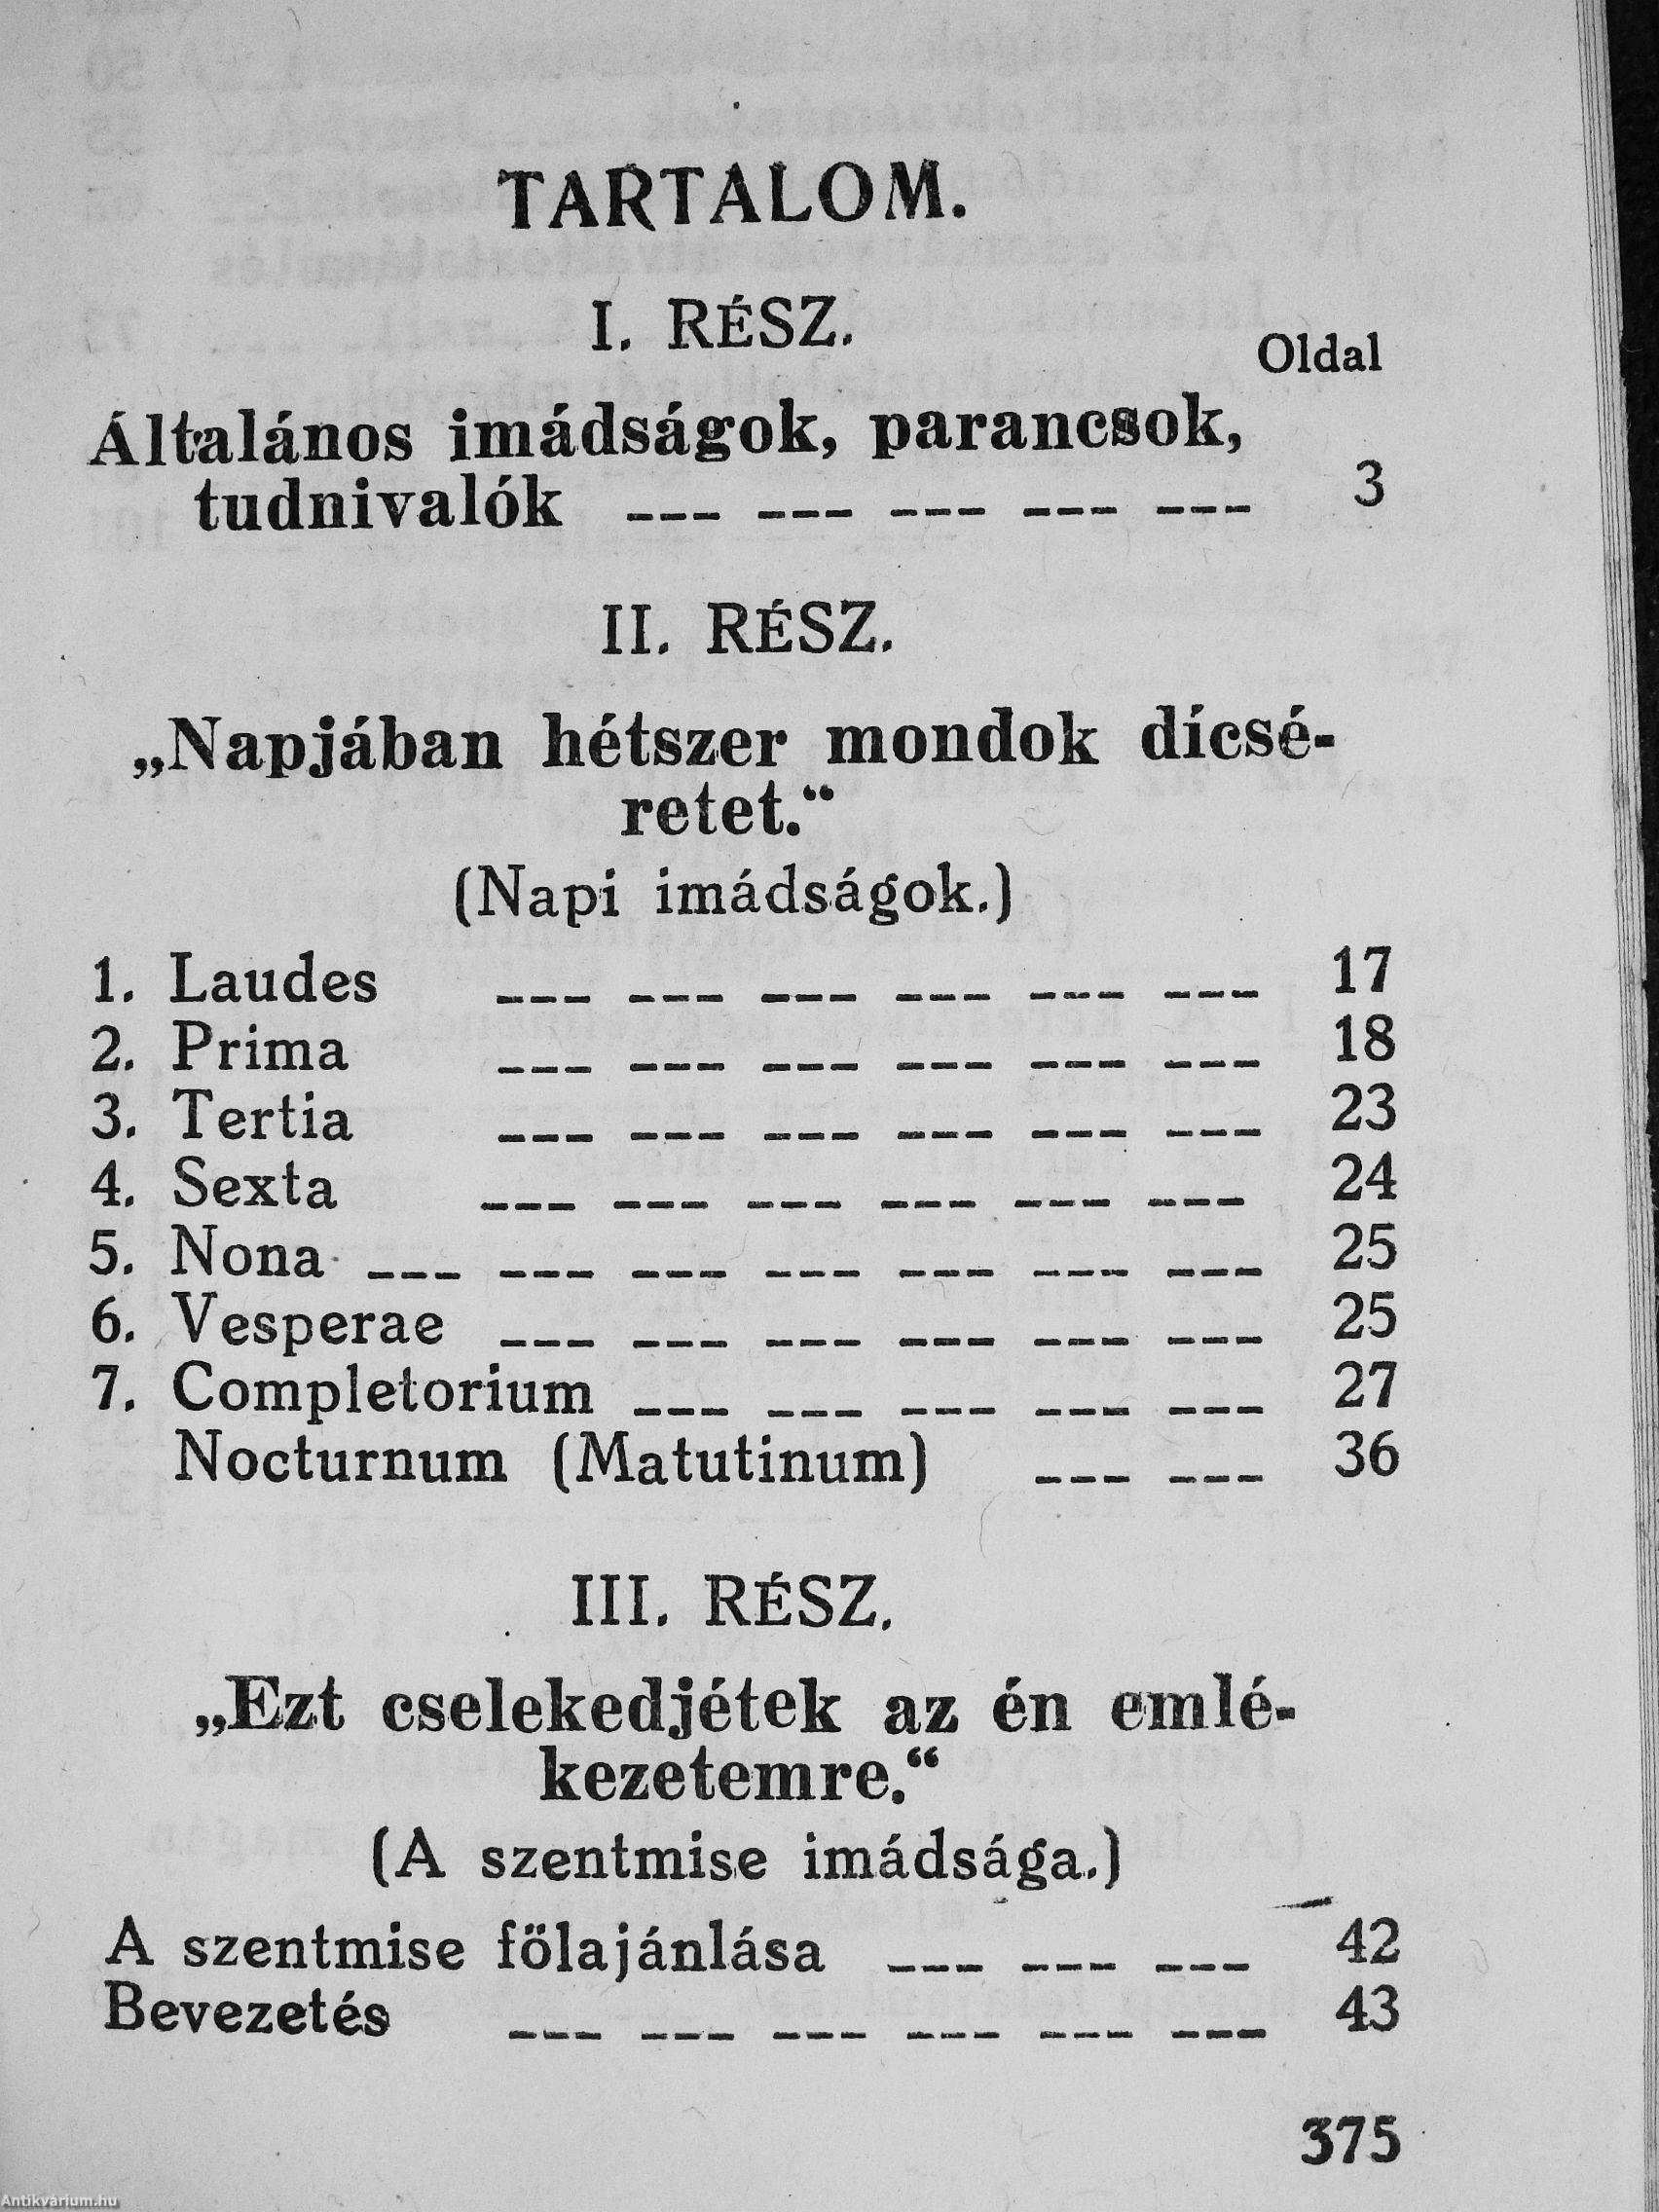 TARTALOM.
I. RÉSZ.
Oldal
Általános imádságok, parancsok,
tudnivalók --- --- --- --- --- 3
II. RÉSZ.
„Napjában hétszer mondok dícsé-
retet.“
(Napi imádságok.)
1. Laudes --- --- --- --- --- --- 17
2. Prima --- --- --- --- --- --- 18
3. Tertia --- --- --- --- --- --- 23
4. Sexta --- --- --- --- --- --- 24
5. Nona --- --- --- --- --- --- --- 25
6. Vesperae --- --- --- --- --- --- 25
7. Completorium --- --- --- --- --- 27
Nocturnum (Matutinum) --- --- 36
III. RÉSZ.
„Ezt cselekedjétek az én emlé-
kezetemre.“
(A szentmise imádsága.)
A szentmise fölajánlása --- --- --- 42
Bevezetés --- --- --- --- --- --- 43
375
Antikvárium.hu